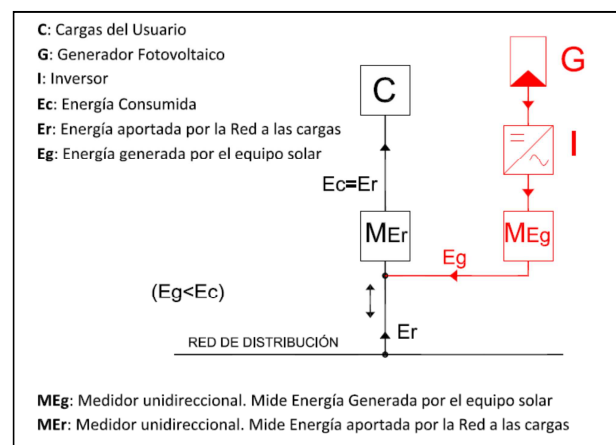 C: Cargas del Usuario
G: Generador Fotovoltaico
I: Inversor
Ec: Energía Consumida
Er: Energía aportada por la Red a las cargas
Eg: Energía generada por el equipo solar
G
C
I
Ec=Er
MEr
MEg
Eg
(Eg<Ec)
Er
RED DE DISTRIBUCIÓN
MEg: Medidor unidireccional. Mide Energía Generada por el equipo solar
MEr: Medidor unidireccional. Mide Energía aportada por la Red a las cargas